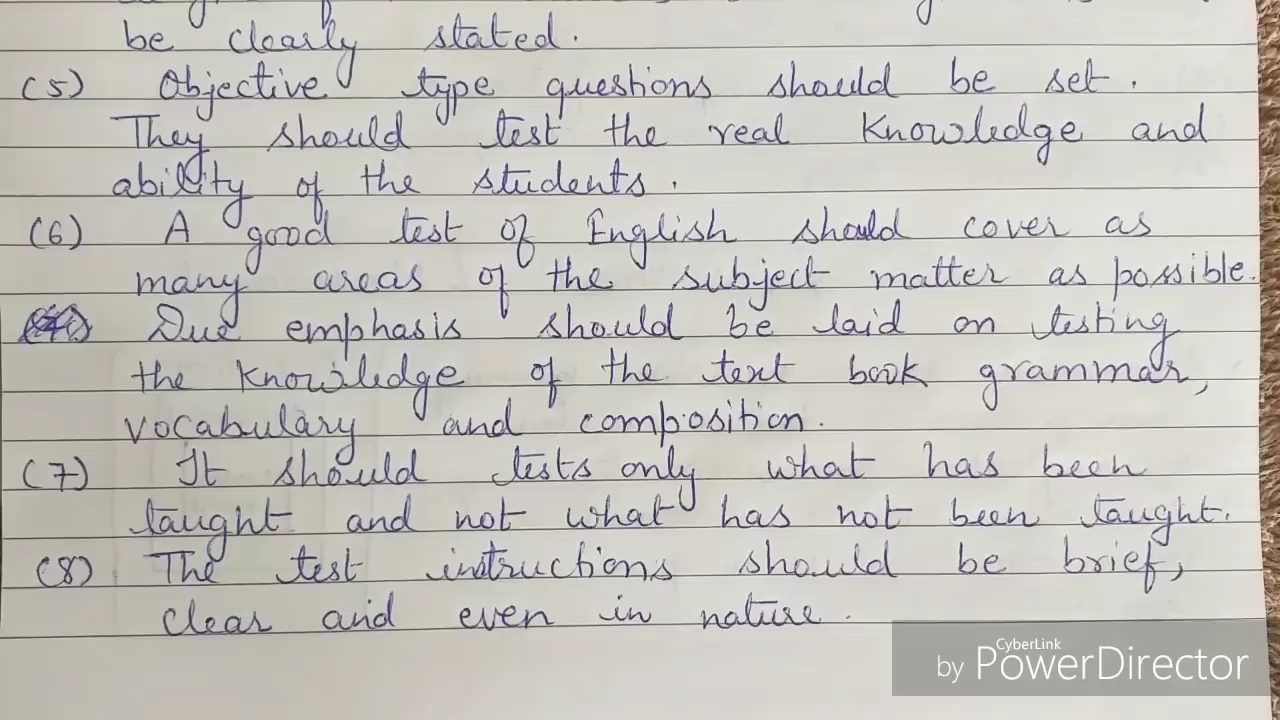 be clearly stated.
(5) Objective type questions should be set.
They should test the real knowledge and
ability of the students.
(6) A good test of English should cover as
many areas of the subject matter as possible.
Due emphasis should be laid on testing
the knowledge of the text book grammar,
vocabulary and composition.
(7) It should tests only what has been
taught and not what has not been taught.
(8) The test instructions should be brief,
clear and even in nature.
CyberLink
by PowerDirector